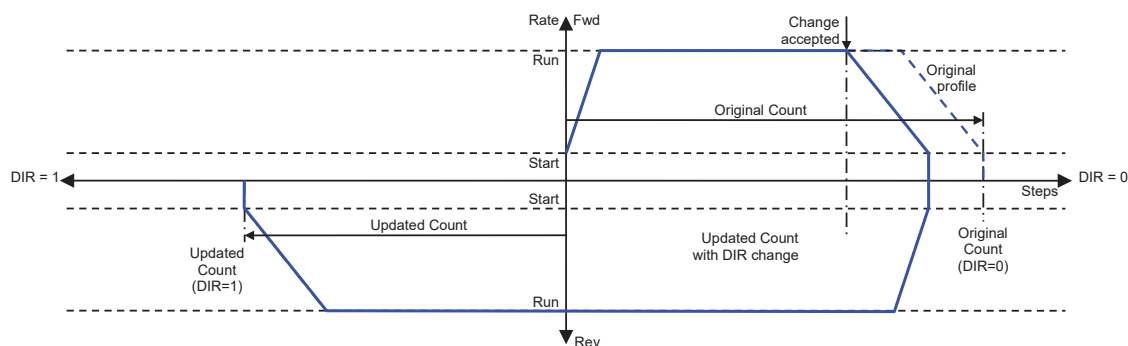 Rate Fwd
Change
accepted
Run
Original
profile
Original Count
Start
DIR = 1
DIR = 0
Steps
Start
Updated Count
Updated
Count
(DIR=1)
Updated Count
with DIR change
Original
Count
(DIR=0)
Run
Rev